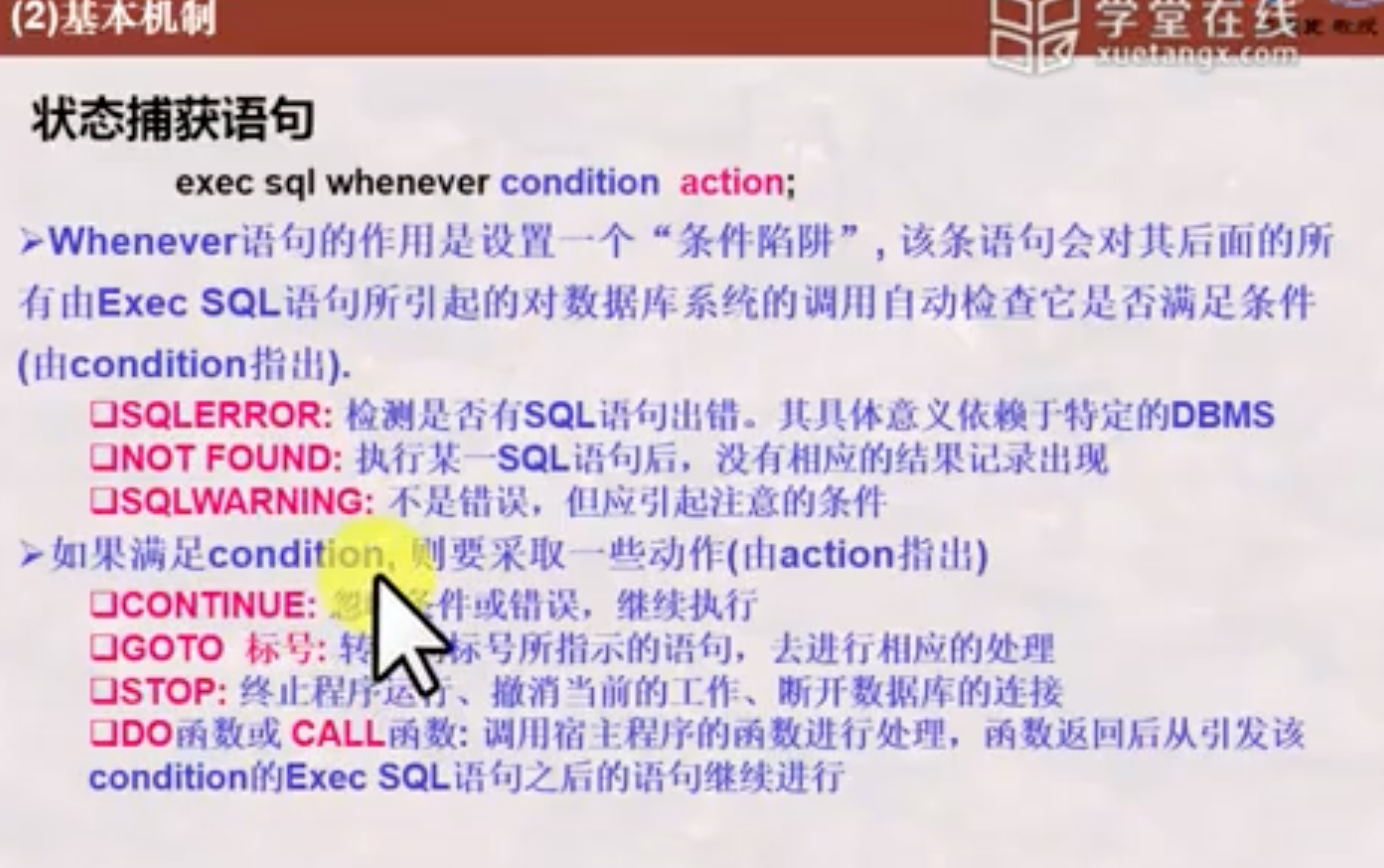 (2)基本机制
学堂在线
xuetangx.com
教授
状态捕获语句
exec sql whenever condition action;
➢Whenever语句的作用是设置一个“条件陷阱”, 该条语句会对其后面的所
有由Exec SQL语句所引起的对数据库系统的调用自动检查它是否满足条件
(由condition指出).
❑SQLERROR: 检测是否有SQL语句出错。其具体意义依赖于特定的DBMS
❑NOT FOUND: 执行某一SQL语句后，没有相应的结果记录出现
❑SQLWARNING: 不是错误，但应引起注意的条件
➢如果满足condition, 则要采取一些动作(由action指出)
❑CONTINUE: 条件或错误，继续执行
❑GOTO 标号: 转标号所指示的语句，去进行相应的处理
❑STOP: 终止程序运行、撤消当前的工作、断开数据库的连接
❑DO函数或 CALL函数: 调用宿主程序的函数进行处理，函数返回后从引发该
condition的Exec SQL语句之后的语句继续进行